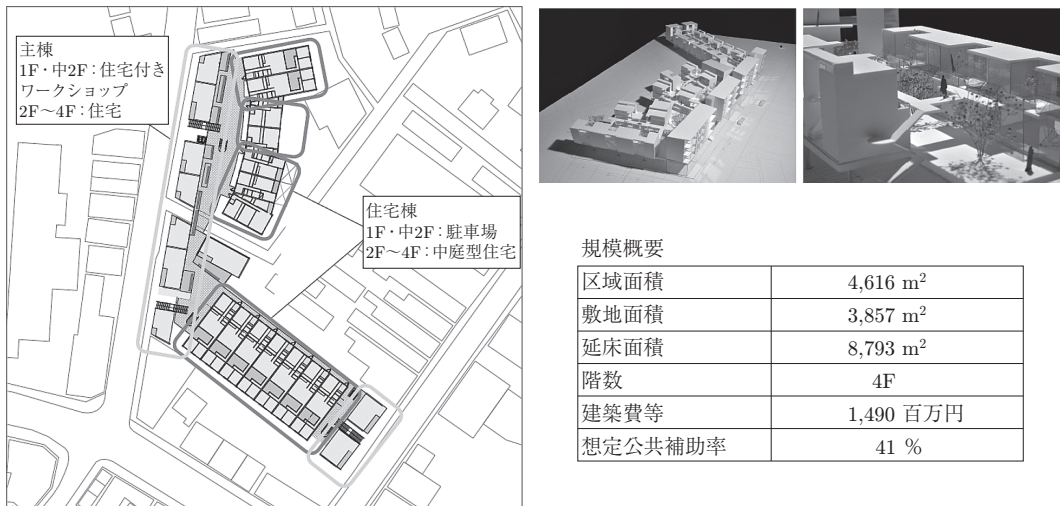 主棟
1F・中2F：住宅付き
ワークショップ
2F～4F：住宅
住宅棟
1F・中2F：駐車場
2F～4F：中庭型住宅
規模概要
区域面積 4,616 m²
敷地面積 3,857 m²
延床面積 8,793 m²
階数 4F
建築費等 1,490 百万円
想定公共補助率 41 %